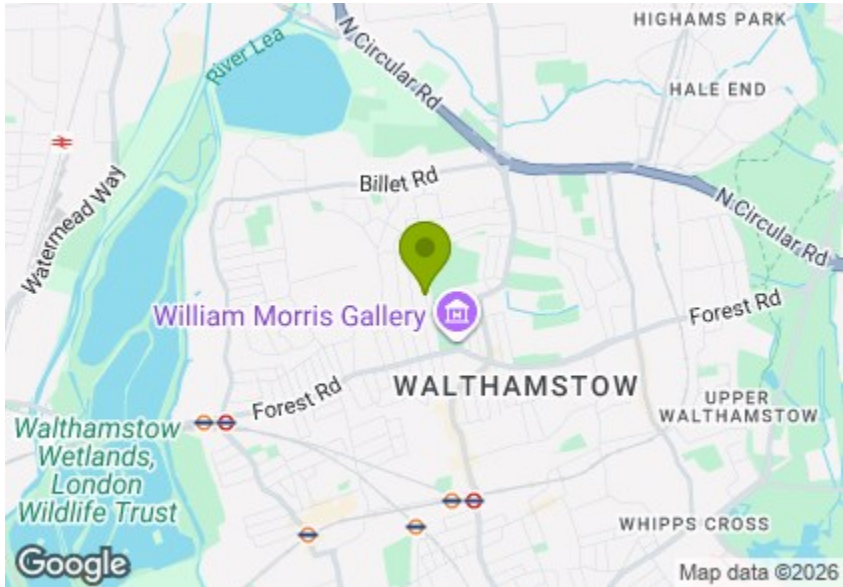 HIGHAMS PARK
River Lea
N Circular Rd
HALE END
Billet Rd
Watermead Way
N Circular Rd
William Morris Gallery
Forest Rd
WALTHAMSTOW
Forest Rd
UPPER
WALTHAMSTOW
Walthamstow
Wetlands,
London
Wildlife Trust
WHIPPS CROSS
Google
Map data ©2026